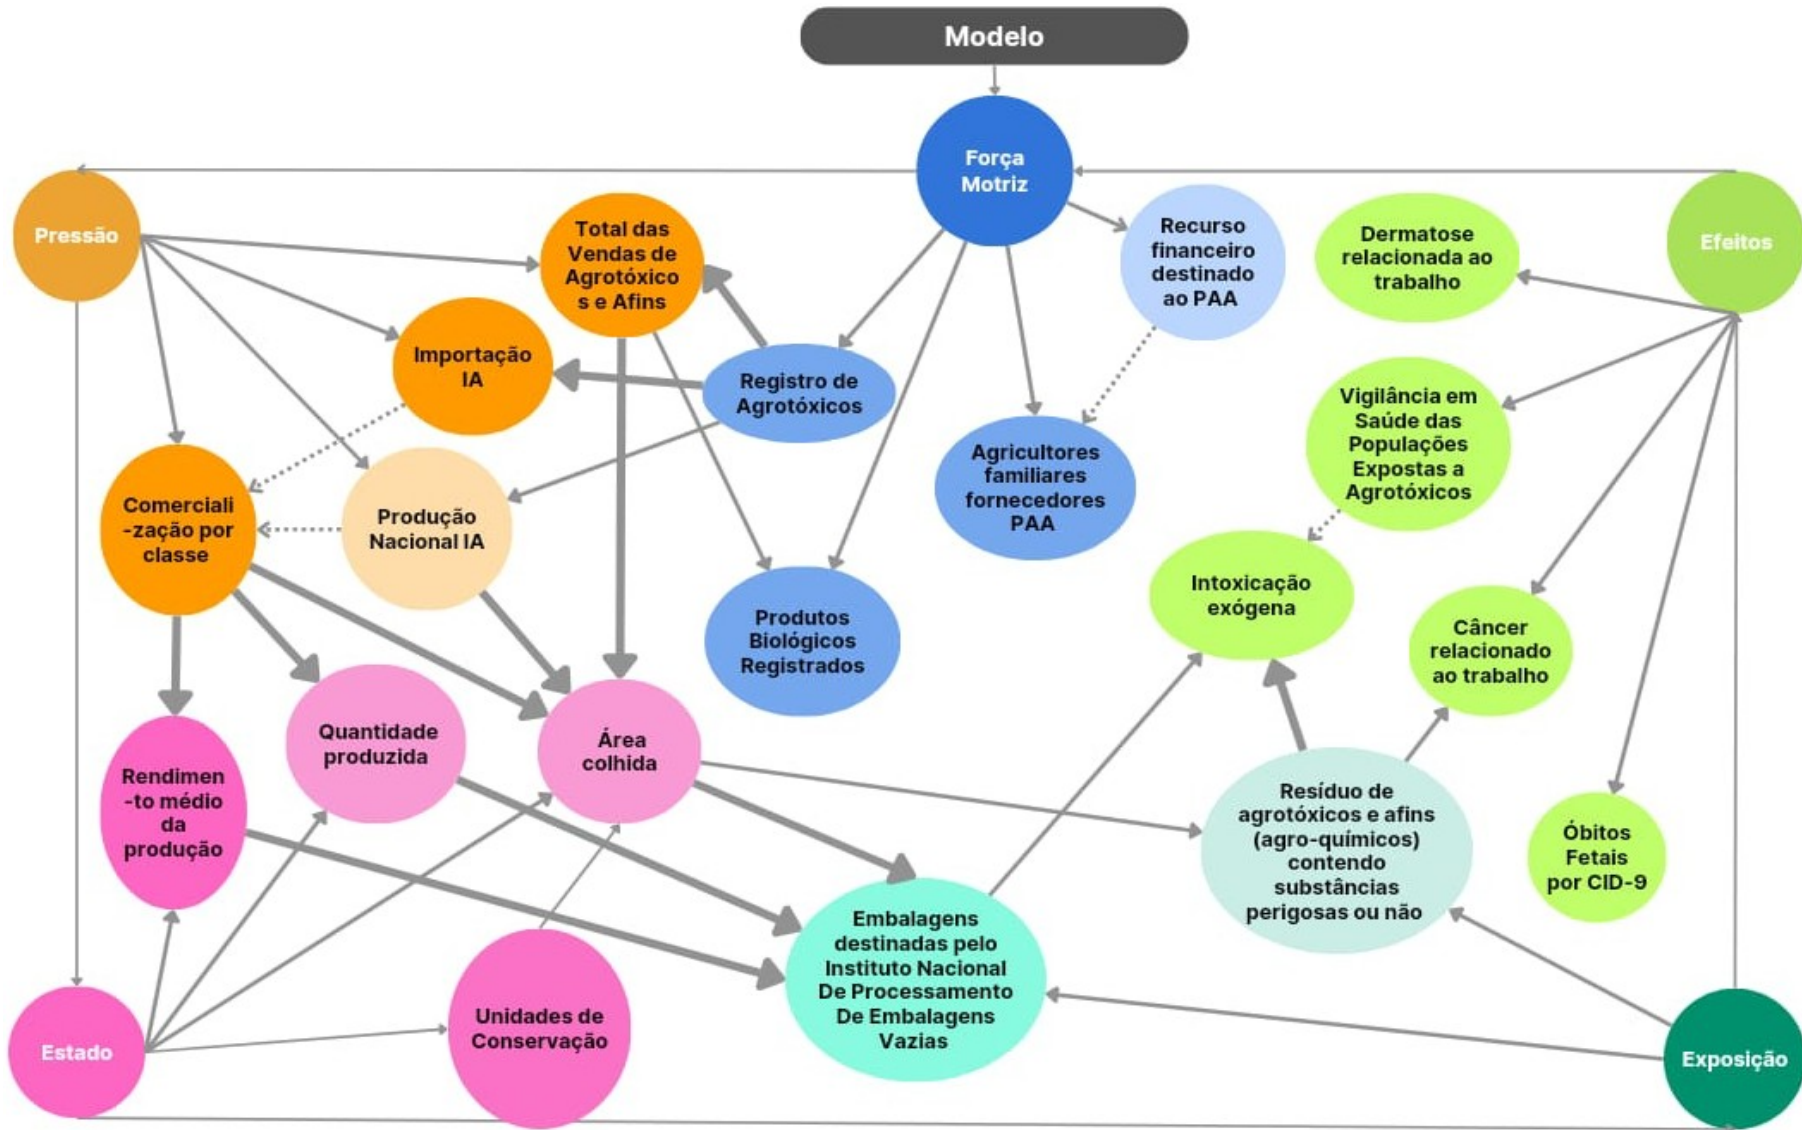 Modelo
Força
Motriz
Pressão
Efeitos
Total das
Vendas de
Agrotóxico
s e Afins
Recurso
financeiro
destinado
ao PAA
Dermatose
relacionada ao
trabalho
Importação
IA
Registro de
Agrotóxicos
Vigilância em
Saúde das
Populações
Expostas a
Agrotóxicos
Agricultores
familiares
fornecedores
PAA
Comerciali
-zação por
classe
Produção
Nacional IA
Intoxicação
exógena
Produtos
Biológicos
Registrados
Câncer
relacionado
ao trabalho
Quantidade
produzida
Área
colhida
Rendimen
-to médio
da
produção
Resíduo de
agrotóxicos e afins
(agro-químicos)
contendo
substâncias
perigosas ou não
Óbitos
Fetais
por CID-9
Embalagens
destinadas pelo
Instituto Nacional
De Processamento
De Embalagens
Vazias
Unidades de
Conservação
Estado
Exposição